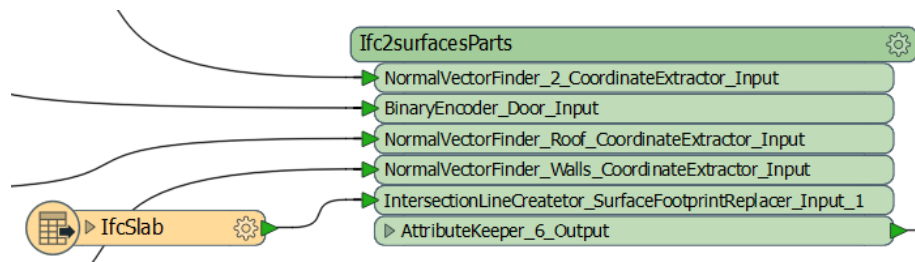 Ifc2surfacesParts
NormalVectorFinder_2_CoordinateExtractor_Input
BinaryEncoder_Door_Input
NormalVectorFinder_Roof_CoordinateExtractor_Input
NormalVectorFinder_Walls_CoordinateExtractor_Input
IntersectionLineCreatetor_SurfaceFootprintReplacer_Input_1
IfcSlab
AttributeKeeper_6_Output